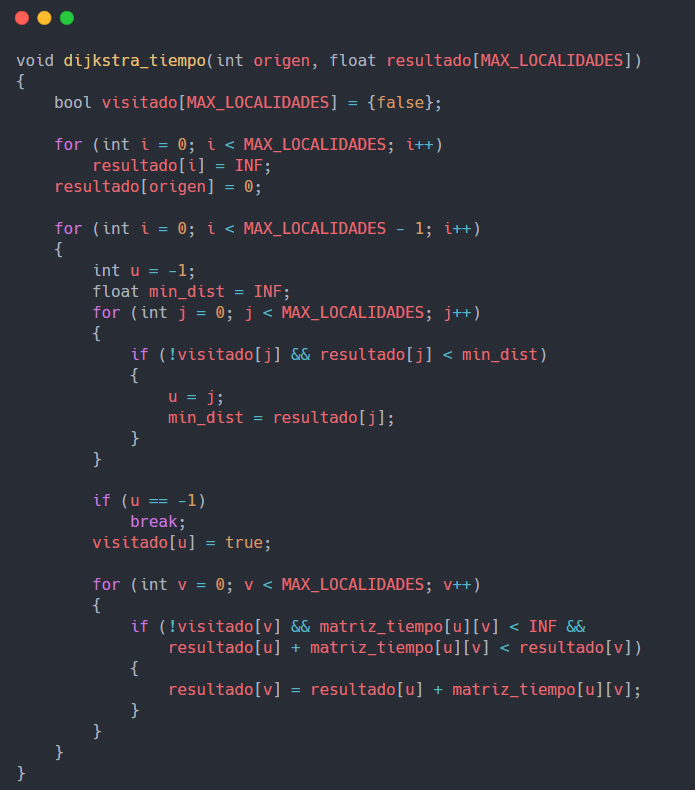 void dijkstra_tiempo(int origen, float resultado[MAX_LOCALIDADES])
{
    bool visitado[MAX_LOCALIDADES] = {false};

    for (int i = 0; i < MAX_LOCALIDADES; i++)
        resultado[i] = INF;
    resultado[origen] = 0;

    for (int i = 0; i < MAX_LOCALIDADES - 1; i++)
    {
        int u = -1;
        float min_dist = INF;
        for (int j = 0; j < MAX_LOCALIDADES; j++)
        {
            if (!visitado[j] && resultado[j] < min_dist)
            {
                u = j;
                min_dist = resultado[j];
            }
        }

        if (u == -1)
            break;
        visitado[u] = true;

        for (int v = 0; v < MAX_LOCALIDADES; v++)
        {
            if (!visitado[v] && matriz_tiempo[u][v] < INF &&
                resultado[u] + matriz_tiempo[u][v] < resultado[v])
            {
                resultado[v] = resultado[u] + matriz_tiempo[u][v];
            }
        }
    }
}